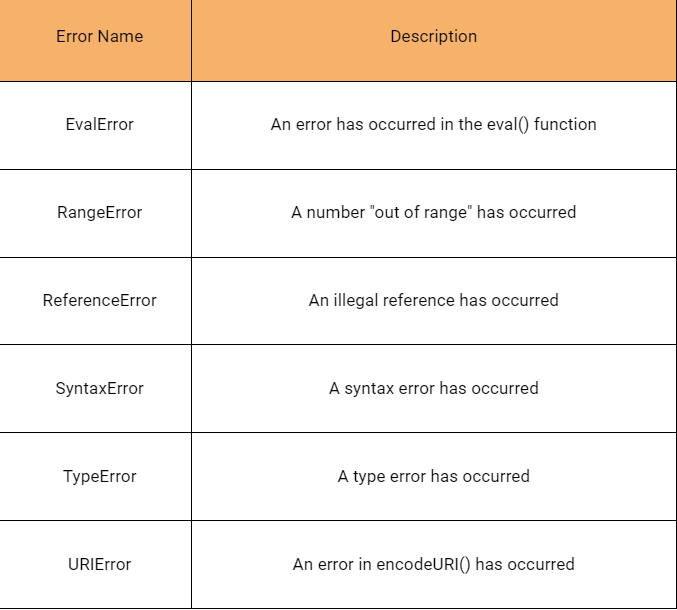 Error Name Description
EvalError An error has occurred in the eval() function
RangeError A number "out of range" has occurred
ReferenceError An illegal reference has occurred
SyntaxError A syntax error has occurred
TypeError A type error has occurred
URIError An error in encodeURI() has occurred